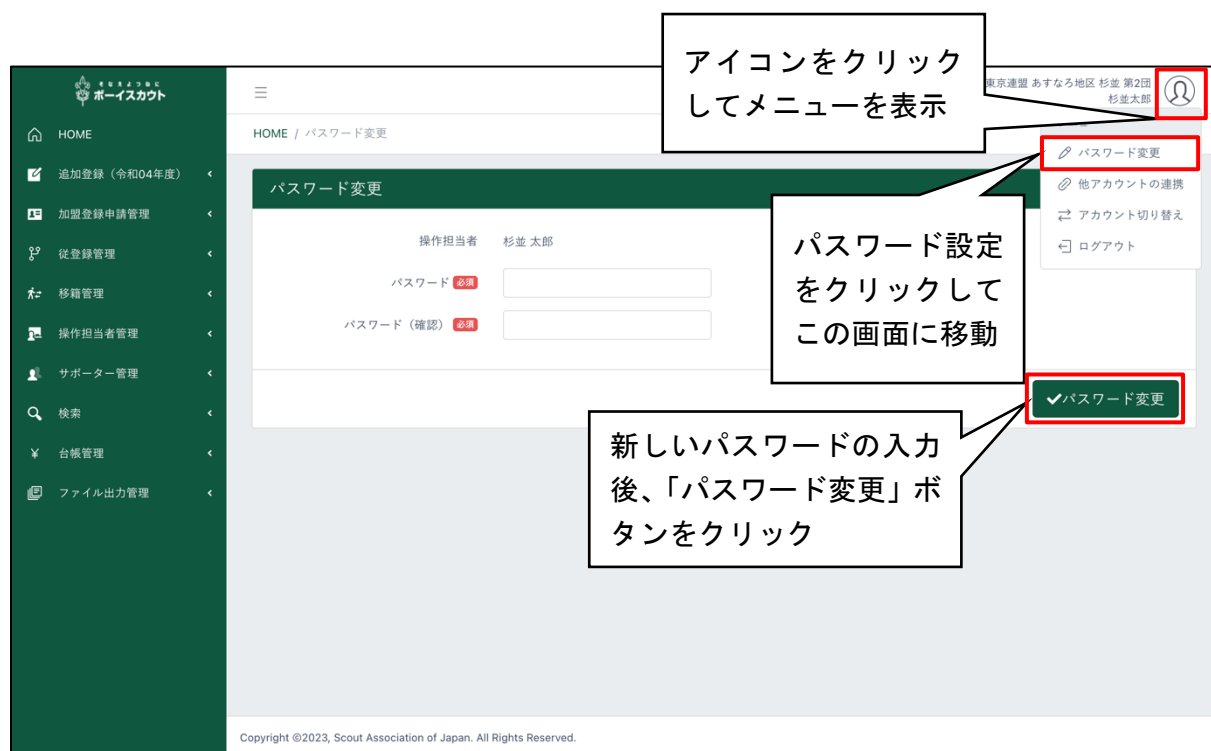 アイコンをクリック
してメニューを表示
そなえよつねに
ボーイスカウト
東京連盟 あすなろ地区 杉並 第2団
杉並太郎
HOME
HOME / パスワード変更
パスワード変更
追加登録（令和04年度）
パスワード変更
他アカウントの連携
加盟登録申請管理
アカウント切り替え
操作担当者 杉並 太郎
ログアウト
従登録管理
パスワード 必須
移籍管理
パスワード（確認） 必須
操作担当者管理
パスワード設定
をクリックして
この画面に移動
サポーター管理
✔パスワード変更
検索
新しいパスワードの入力
後、「パスワード変更」ボ
タンをクリック
¥ 台帳管理
ファイル出力管理
Copyright ©2023, Scout Association of Japan. All Rights Reserved.